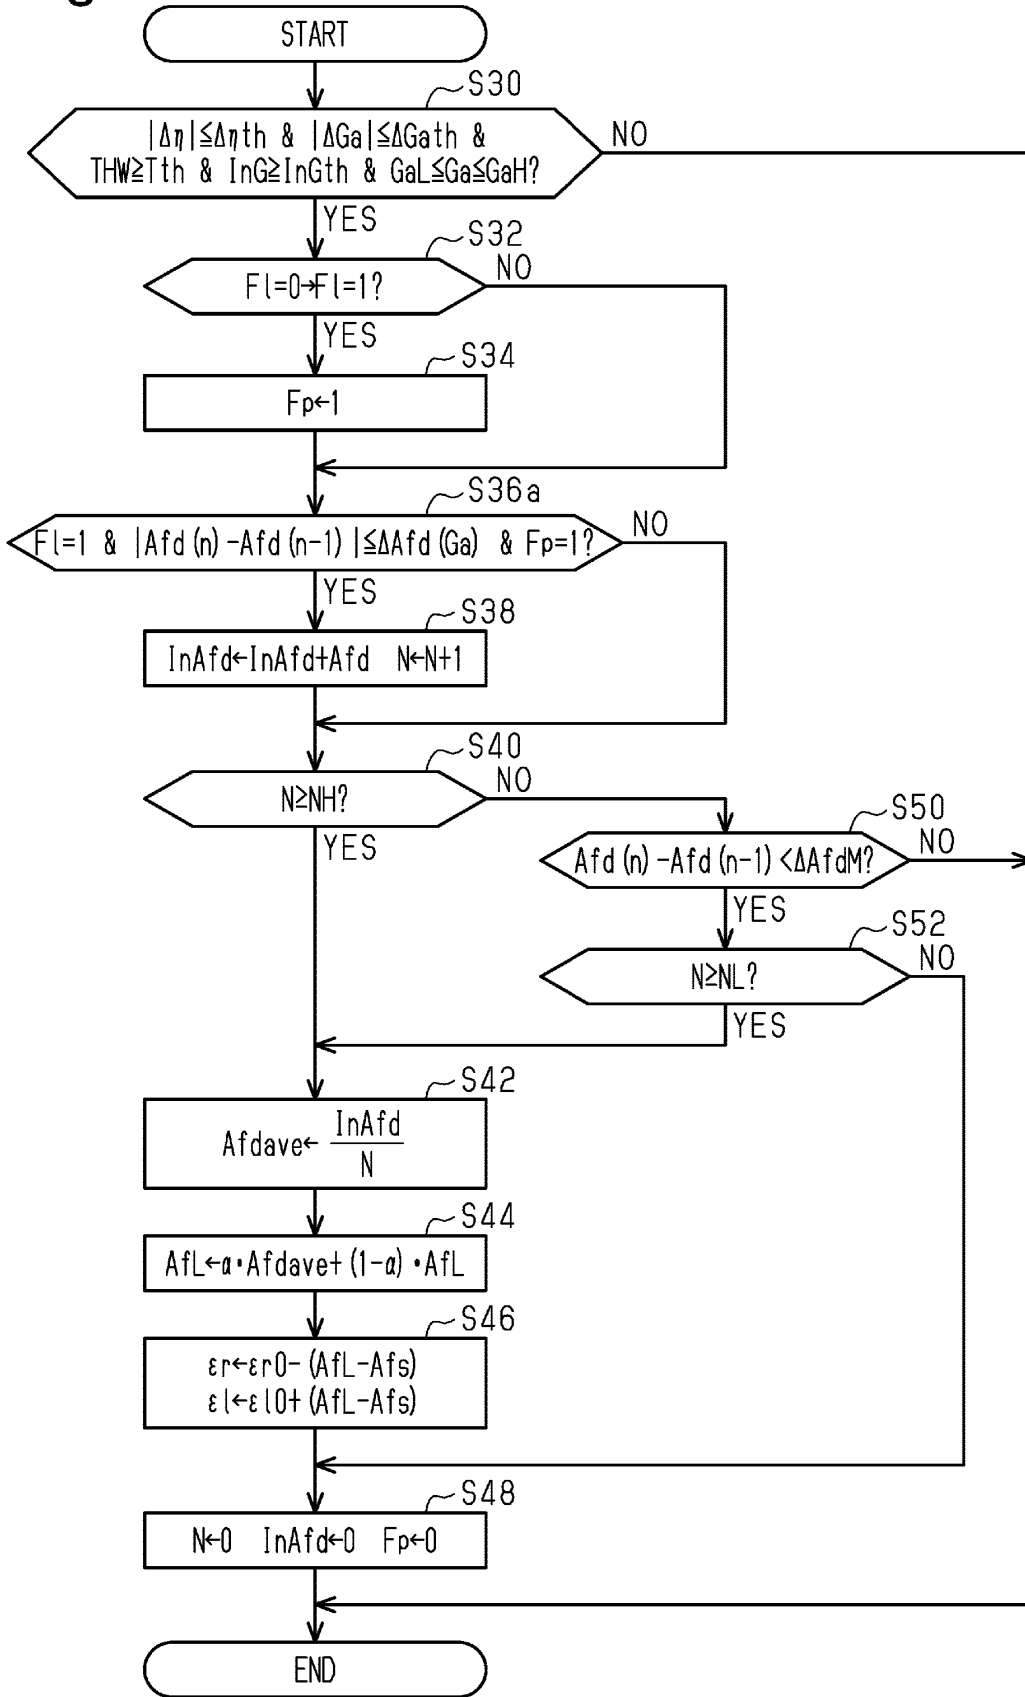 START
S30
|Δη|≦Δηth & |ΔGa|≦ΔGath &
THW≧Tth & InG≧InGth & GaL≦Ga≦GaH?
NO
YES
S32
Fl=0→Fl=1?
NO
YES
S34
Fp←1
S36a
Fl=1 & |Afd(n)-Afd(n-1)|≦ΔAfd(Ga) & Fp=1?
NO
YES
S38
InAfd←InAfd+Afd N←N+1
S40
N≧NH?
NO
YES
S50
Afd(n)-Afd(n-1)<ΔAfdM?
NO
YES
S52
N≧NL?
NO
YES
S42
Afdave← InAfd
N
S44
AfL←α•Afdave+(1-α)•AfL
S46
εr←εr0-(AfL-Afs)
εl←εl0+(AfL-Afs)
S48
N←0 InAfd←0 Fp←0
END